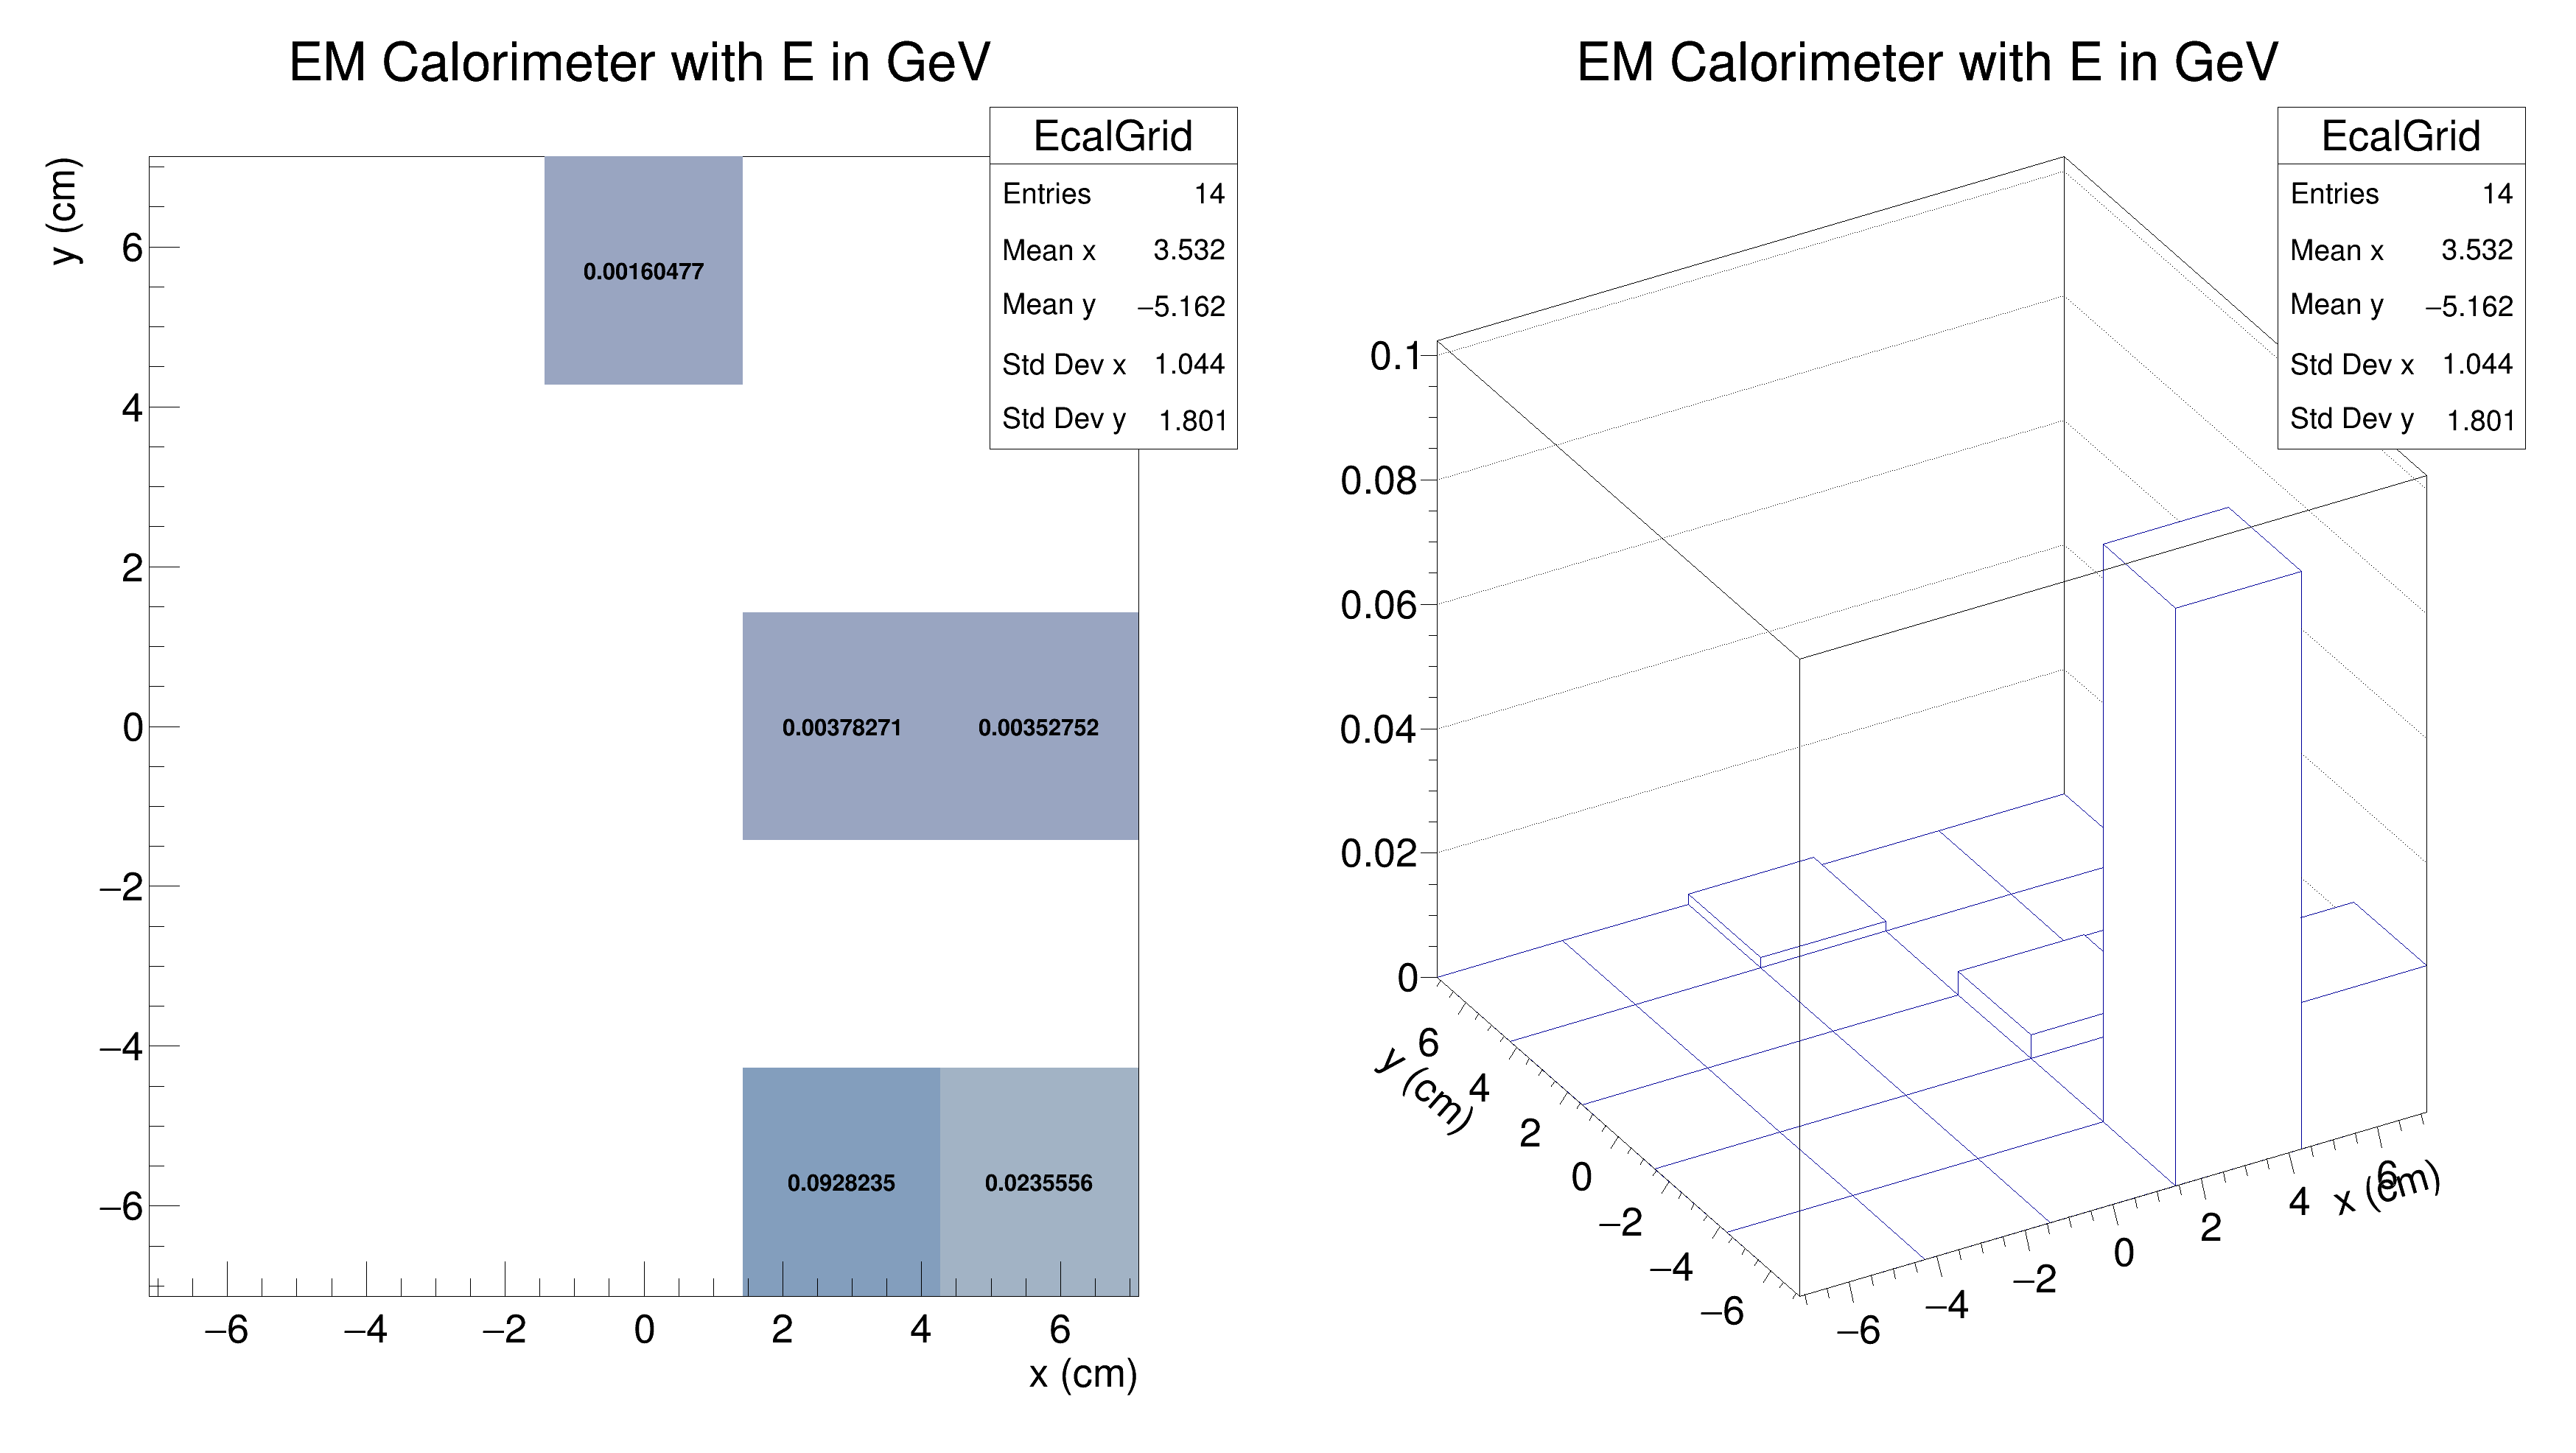 EM Calorimeter with E in GeV
EcalGrid
Entries 14
Mean x 3.532
Mean y −5.162
Std Dev x 1.044
Std Dev y 1.801
y (cm)
6
4
2
0
−2
−4
−6
0.00160477
0.00378271 0.00352752
0.0928235 0.0235556
−6 −4 −2 0 2 4 6
x (cm)
EM Calorimeter with E in GeV
EcalGrid
Entries 14
Mean x 3.532
Mean y −5.162
Std Dev x 1.044
Std Dev y 1.801
0.1
0.08
0.06
0.04
0.02
0
y (cm)
6
4
2
0
−2
−4
−6
−6 −4 −2 0 2 4 6
x (cm)